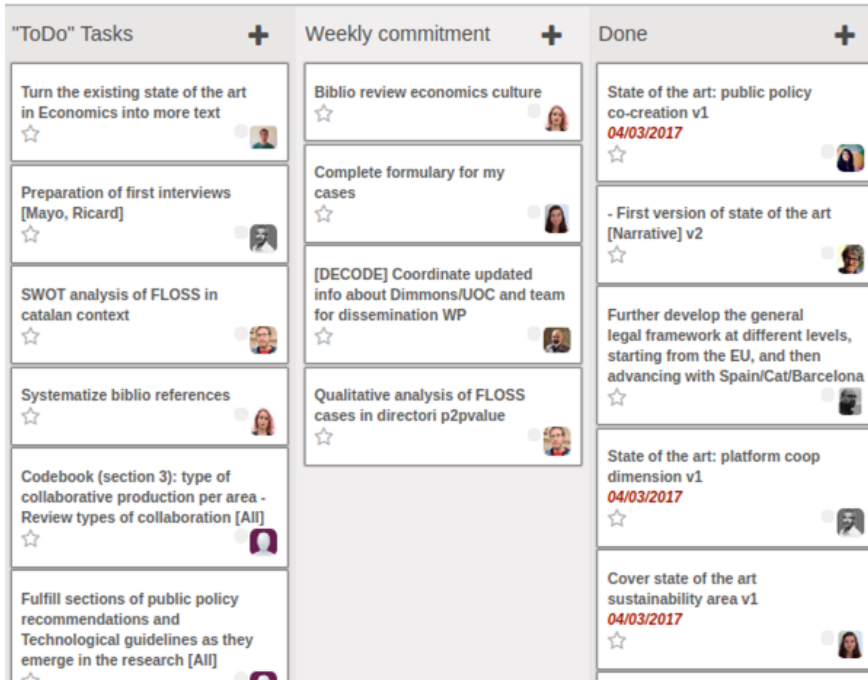 "ToDo" Tasks
Turn the existing state of the art
in Economics into more text
Preparation of first interviews
[Mayo, Ricard]
SWOT analysis of FLOSS in
catalan context
Systematize biblio references
Codebook (section 3): type of
collaborative production per area -
Review types of collaboration [All]
Fulfill sections of public policy
recommendations and
Technological guidelines as they
emerge in the research [All]
Weekly commitment
Biblio review economics culture
Complete formulary for my
cases
[DECODE] Coordinate updated
info about Dimmons/UOC and team
for dissemination WP
Qualitative analysis of FLOSS
cases in directori p2pvalue
Done
State of the art: public policy
co-creation v1
04/03/2017
- First version of state of the art
[Narrative] v2
Further develop the general
legal framework at different levels,
starting from the EU, and then
advancing with Spain/Cat/Barcelona
State of the art: platform coop
dimension v1
04/03/2017
Cover state of the art
sustainability area v1
04/03/2017